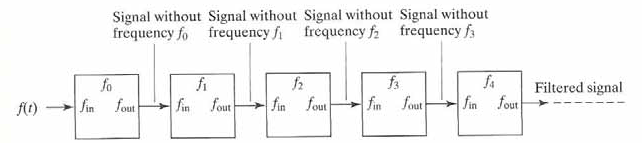 Signal without Signal without Signal without Signal without
frequency f₀ frequency f₁ frequency f₂ frequency f₃
f₀ f₁ f₂ f₃ f₄ Filtered signal
f(t) fin fout fin fout fin fout fin fout fin fout